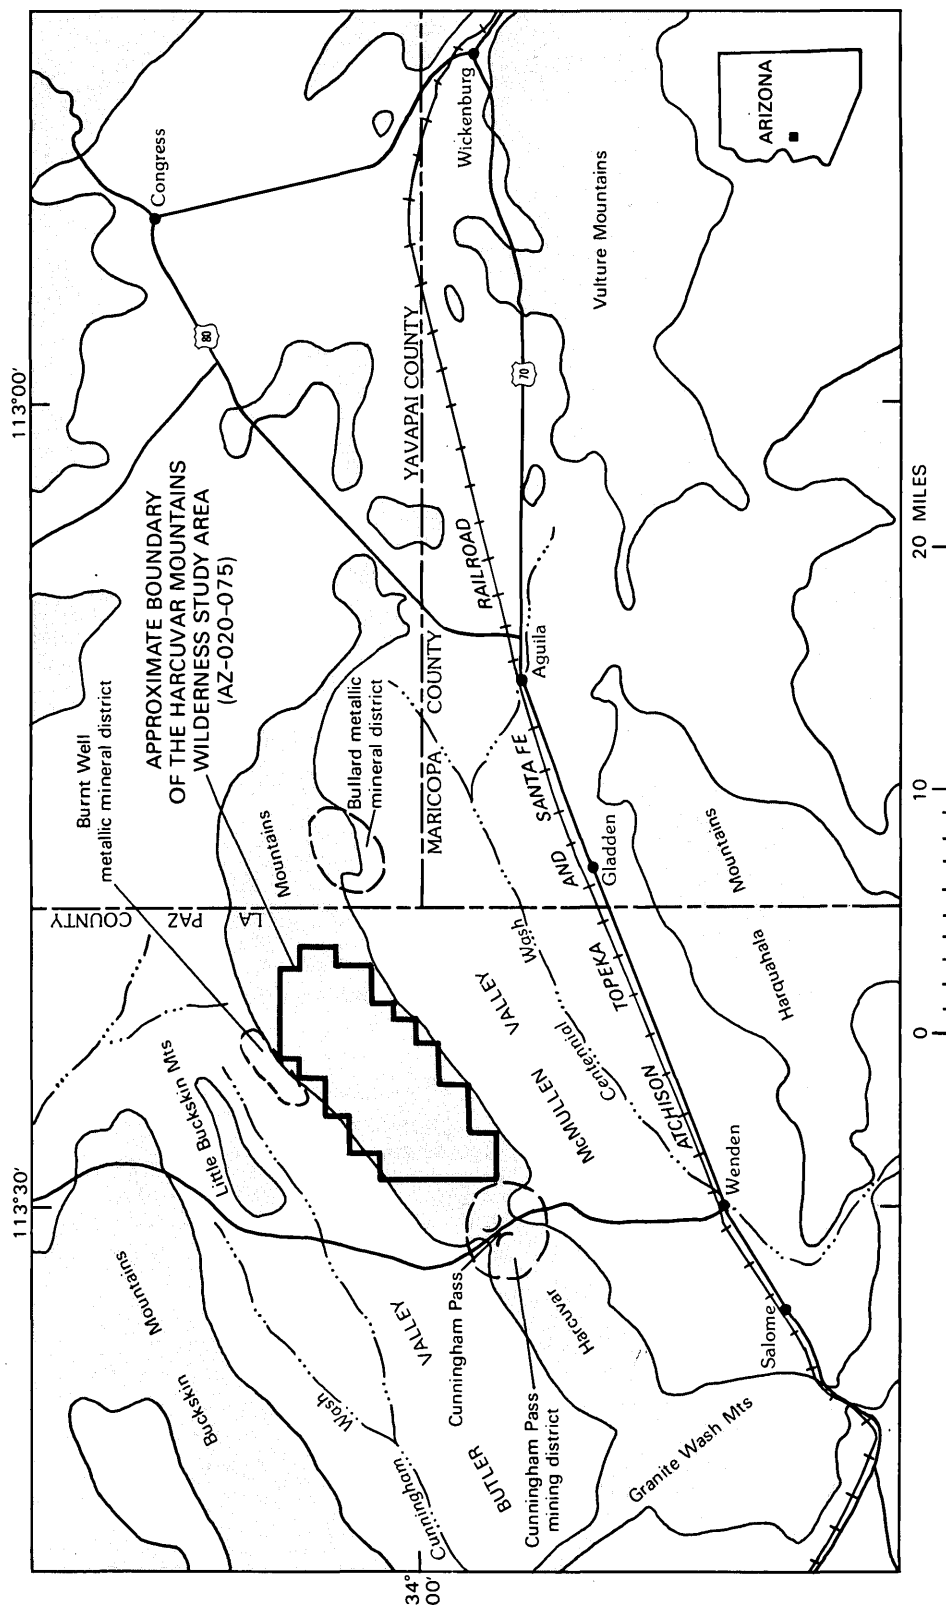 113°30'
113°00'
34°
00'
Burnt Well
metallic mineral district
APPROXIMATE BOUNDARY
OF THE HARCUVAR MOUNTAINS
WILDERNESS STUDY AREA
(AZ-020-075)
Buckskin
Mountains
Little Buckskin Mts
LA PAZ COUNTY
Congress
80
Mountains
Bullard metallic
mineral district
Cunningham
Wash
BUTLER
VALLEY
Cunningham Pass
Cunningham Pass
mining district
Harcuvar
McMULLEN
VALLEY
Centennial
Wash
MARICOPA COUNTY
YAVAPAI COUNTY
Wickenburg
ATCHISON
TOPEKA
AND
SANTA FE
RAILROAD
70
Aguila
Gladden
Wenden
Salome
Granite Wash Mts
Harquahala
Mountains
Vulture Mountains
ARIZONA
0
10
20 MILES